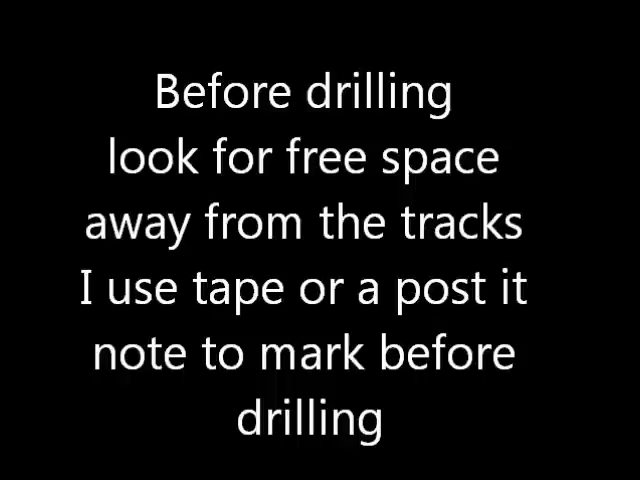 Before drilling
look for free space
away from the tracks
I use tape or a post it
note to mark before
drilling